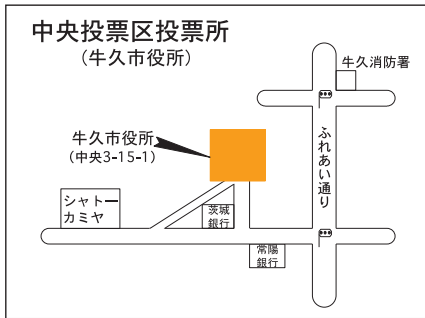 中央投票区投票所
(牛久市役所)
牛久消防署
牛久市役所
(中央3-15-1)
ふれあい通り
シャトー
カミヤ
茨城
銀行
常陽
銀行